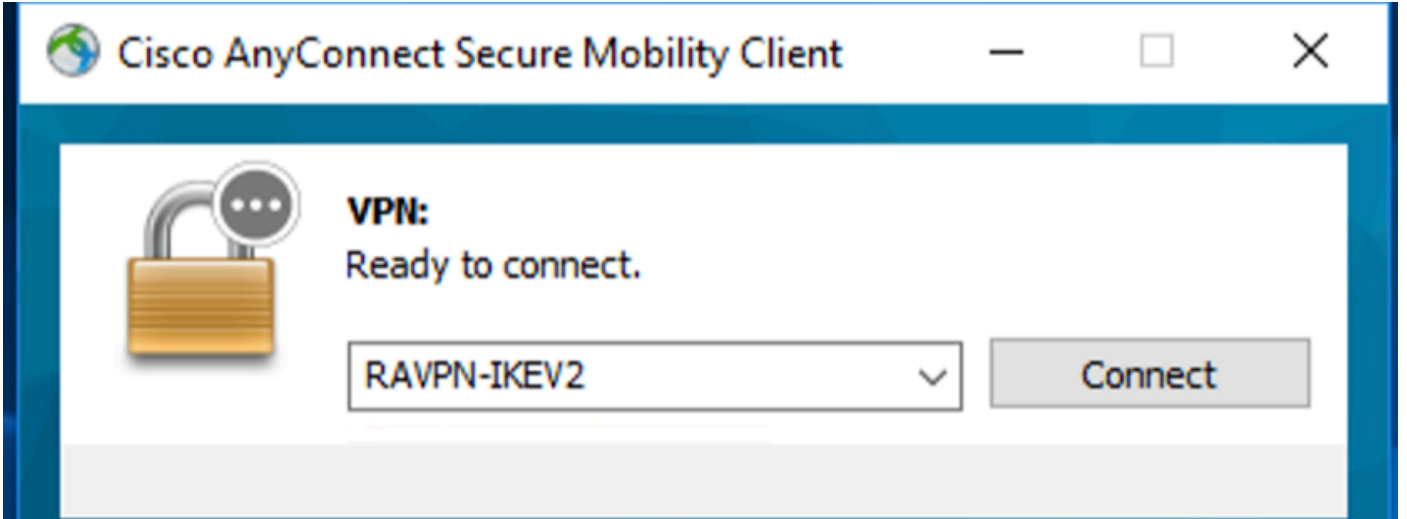 Cisco AnyConnect Secure Mobility Client
VPN:
Ready to connect.
RAVPN-IKEV2
Connect